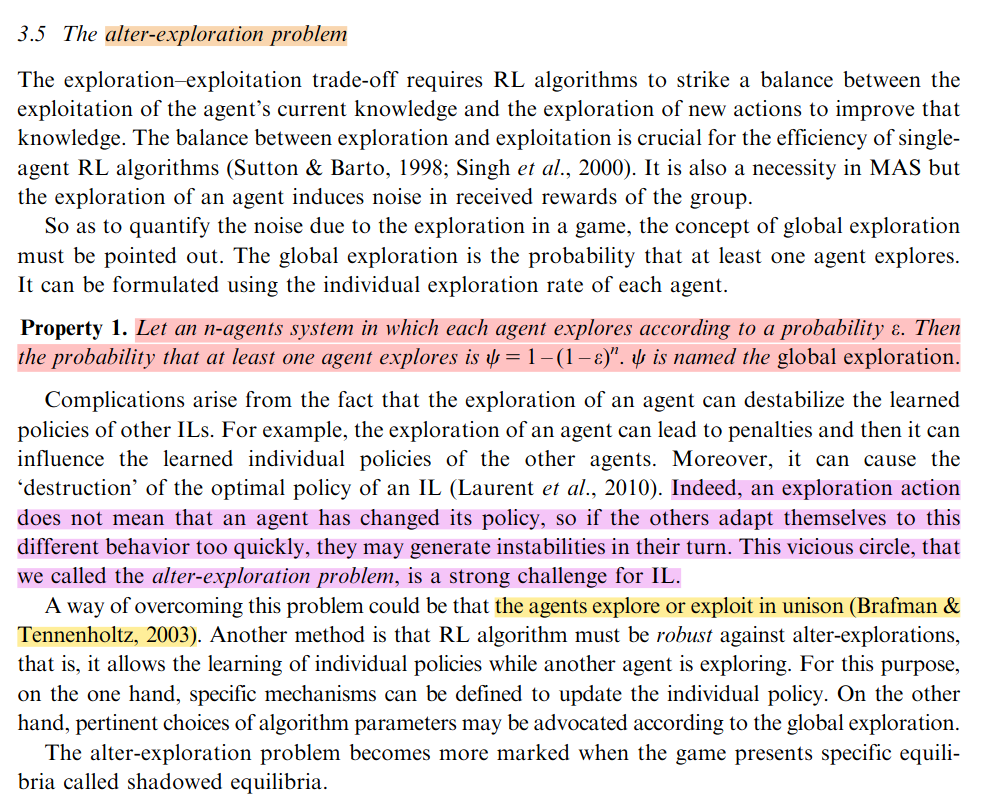 3.5 The alter-exploration problem
The exploration–exploitation trade-off requires RL algorithms to strike a balance between the
exploitation of the agent's current knowledge and the exploration of new actions to improve that
knowledge. The balance between exploration and exploitation is crucial for the efficiency of single-
agent RL algorithms (Sutton & Barto, 1998; Singh et al., 2000). It is also a necessity in MAS but
the exploration of an agent induces noise in received rewards of the group.
So as to quantify the noise due to the exploration in a game, the concept of global exploration
must be pointed out. The global exploration is the probability that at least one agent explores.
It can be formulated using the individual exploration rate of each agent.
Property 1. Let an n-agents system in which each agent explores according to a probability ε. Then
the probability that at least one agent explores is ψ = 1−(1−ε)ⁿ. ψ is named the global exploration.
Complications arise from the fact that the exploration of an agent can destabilize the learned
policies of other ILs. For example, the exploration of an agent can lead to penalties and then it can
influence the learned individual policies of the other agents. Moreover, it can cause the
‘destruction’ of the optimal policy of an IL (Laurent et al., 2010). Indeed, an exploration action
does not mean that an agent has changed its policy, so if the others adapt themselves to this
different behavior too quickly, they may generate instabilities in their turn. This vicious circle, that
we called the alter-exploration problem, is a strong challenge for IL.
A way of overcoming this problem could be that the agents explore or exploit in unison (Brafman &
Tennenholtz, 2003). Another method is that RL algorithm must be robust against alter-explorations,
that is, it allows the learning of individual policies while another agent is exploring. For this purpose,
on the one hand, specific mechanisms can be defined to update the individual policy. On the other
hand, pertinent choices of algorithm parameters may be advocated according to the global exploration.
The alter-exploration problem becomes more marked when the game presents specific equili-
bria called shadowed equilibria.